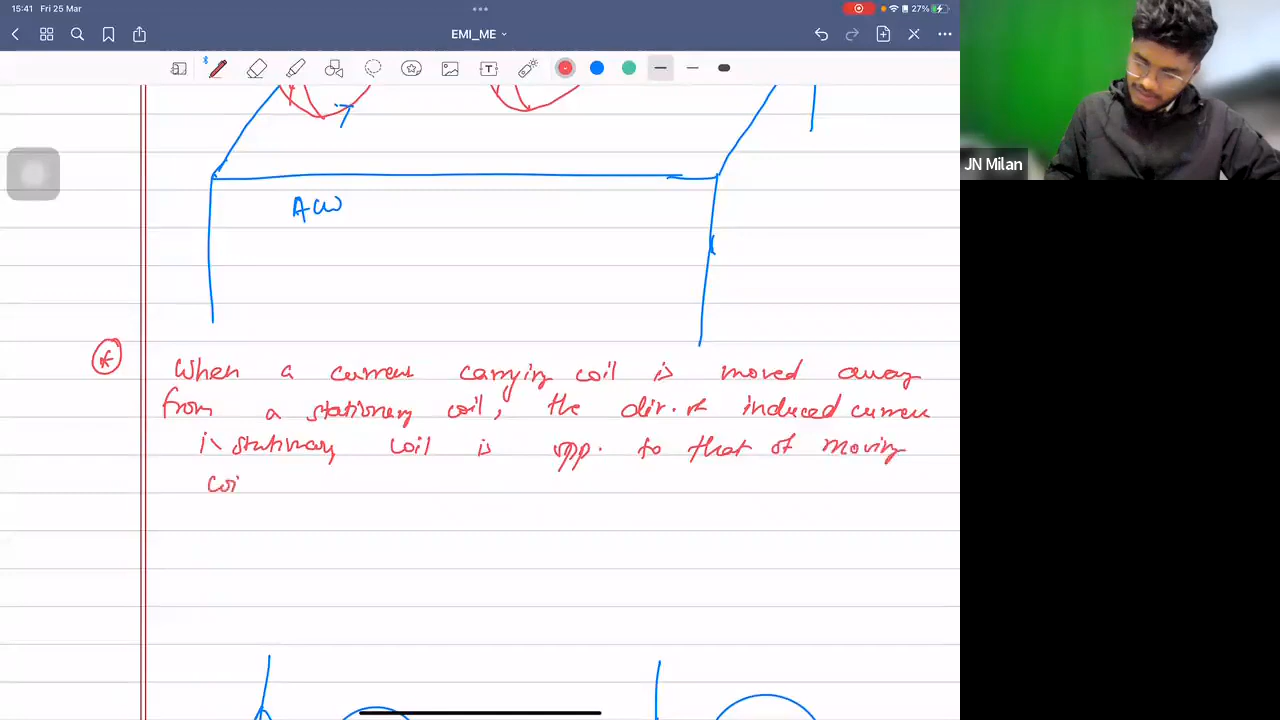 15:41 Fri 25 Mar
27%
EMI_ME
JN Milan
ACW
When a current carrying coil is moved away
from a stationary coil, the dir. of induced curren
in stationary coil is opp. to that of moving
coi